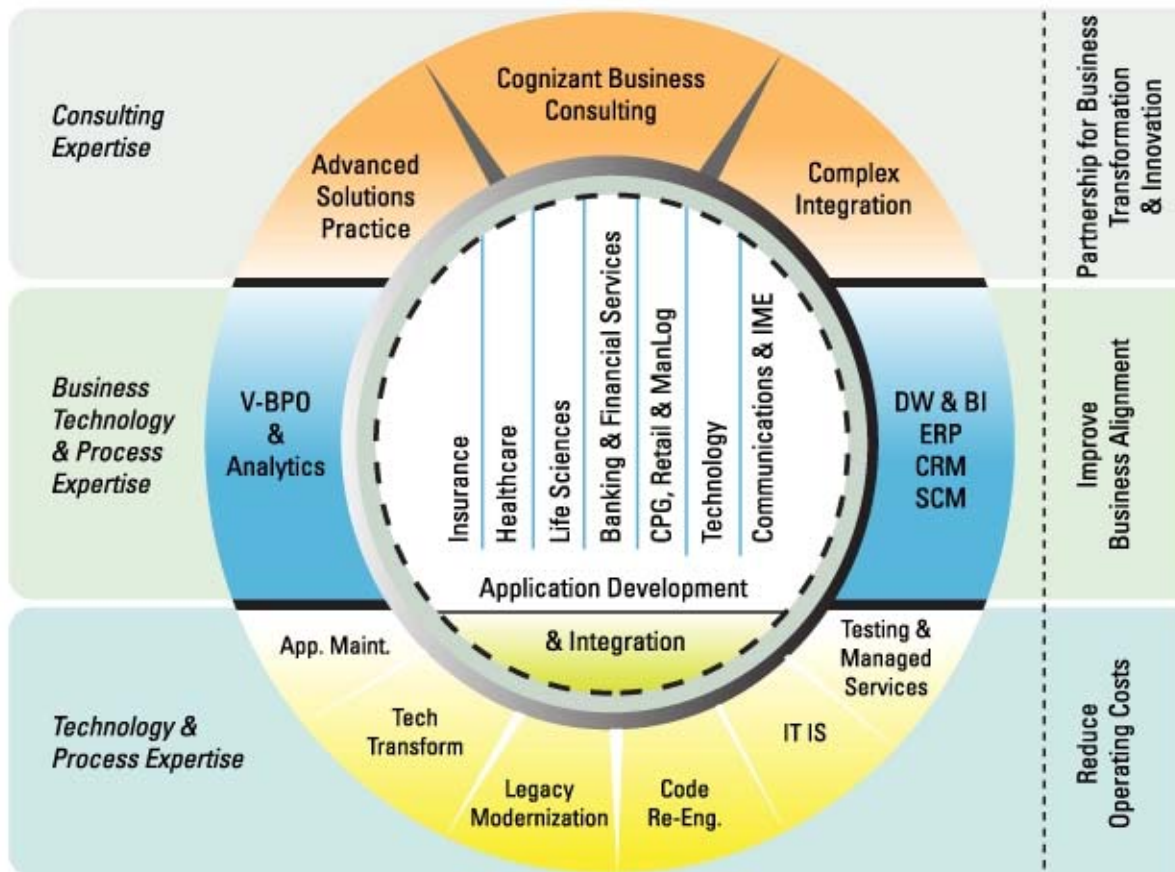 Consulting
Expertise
Advanced
Solutions
Practice
Cognizant Business
Consulting
Complex
Integration
Partnership for Business
Transformation
& Innovation
Business
Technology
& Process
Expertise
V-BPO
&
Analytics
Insurance
Healthcare
Life Sciences
Banking & Financial Services
CPG, Retail & ManLog
Technology
Communications & IME
Application Development
& Integration
DW & BI
ERP
CRM
SCM
Improve
Business Alignment
Technology &
Process Expertise
App. Maint.
Tech
Transform
Legacy
Modernization
Code
Re-Eng.
IT IS
Testing &
Managed
Services
Reduce
Operating Costs